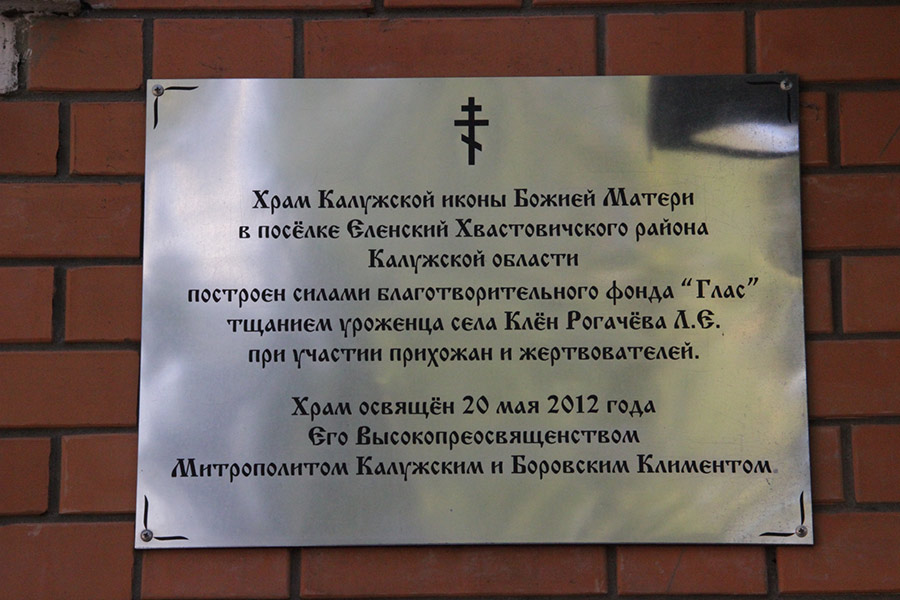 Храм Калужской иконы Божией Матери
в посёлке Еленский Хвастовичского района
Калужской области
построен силами благотворительного фонда “Глас”
тщанием уроженца села Клён Рогачёва Л.Е.
при участии прихожан и жертвователей.
Храм освящён 20 мая 2012 года
Его Высокопреосвященством
Митрополитом Калужским и Боровским Климентом.